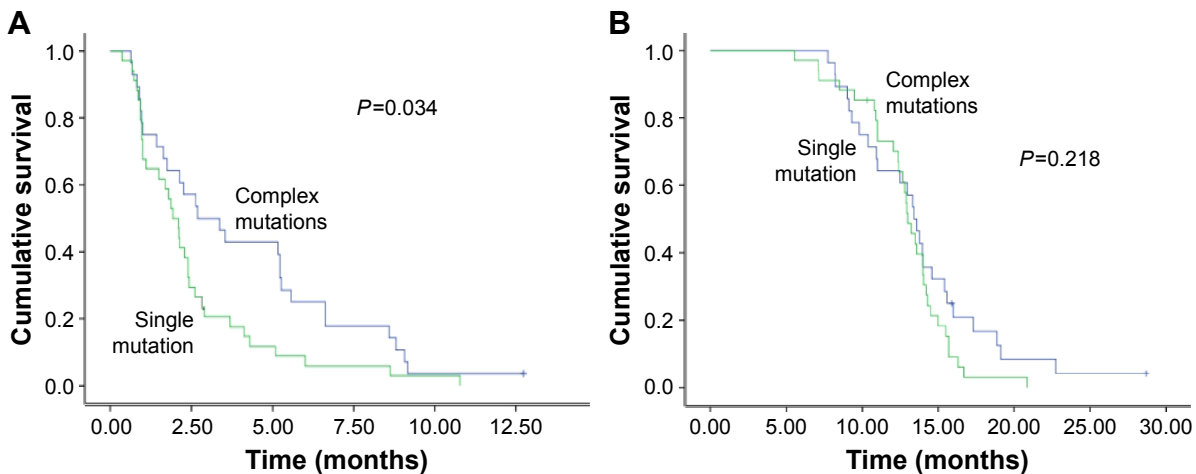 A
Cumulative survival
1.0
0.8
0.6
0.4
0.2
0.0
P=0.034
Complex
mutations
Single
mutation
0.00 2.50 5.00 7.50 10.00 12.50
Time (months)
B
Cumulative survival
1.0
0.8
0.6
0.4
0.2
0.0
Complex
mutations
Single
mutation
P=0.218
0.00 5.00 10.00 15.00 20.00 25.00 30.00
Time (months)